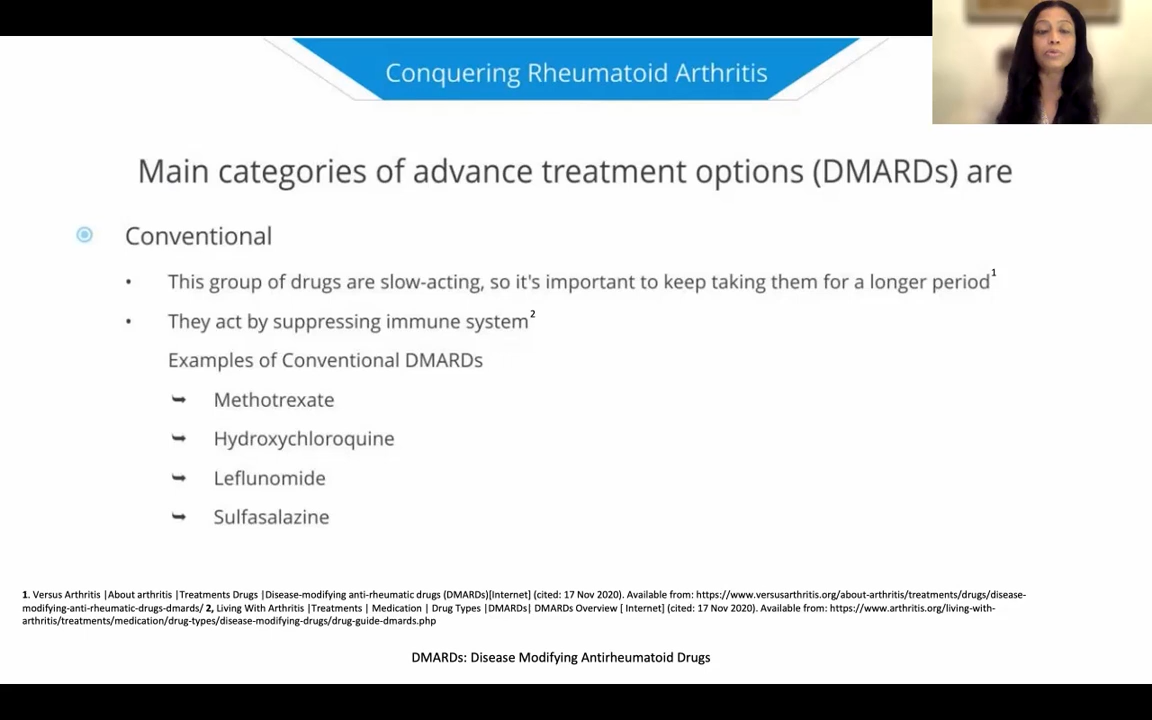 Conquering Rheumatoid Arthritis
Main categories of advance treatment options (DMARDs) are
Conventional
• This group of drugs are slow-acting, so it's important to keep taking them for a longer period1
• They act by suppressing immune system2
Examples of Conventional DMARDs
Methotrexate
Hydroxychloroquine
Leflunomide
Sulfasalazine
1. Versus Arthritis |About arthritis |Treatments Drugs |Disease-modifying anti-rheumatic drugs (DMARDs)[Internet] (cited: 17 Nov 2020). Available from: https://www.versusarthritis.org/about-arthritis/treatments/drugs/disease-
modifying-anti-rheumatic-drugs-dmards/ 2, Living With Arthritis |Treatments | Medication | Drug Types |DMARDs| DMARDs Overview [ Internet] (cited: 17 Nov 2020). Available from: https://www.arthritis.org/living-with-
arthritis/treatments/medication/drug-types/disease-modifying-drugs/drug-guide-dmards.php
DMARDs: Disease Modifying Antirheumatoid Drugs